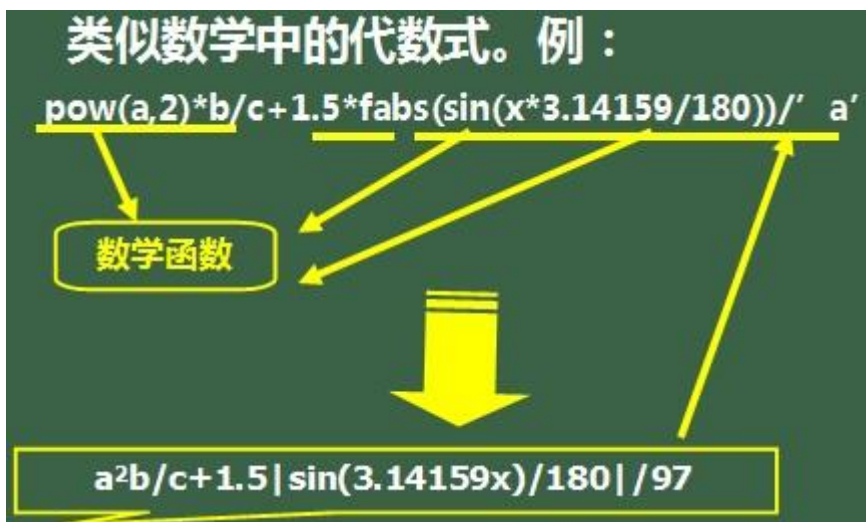 类似数学中的代数式。例：
pow(a,2)*b/c+1.5*fabs(sin(x*3.14159/180))/′ a′
数学函数
a²b/c+1.5|sin(3.14159x)/180|/97